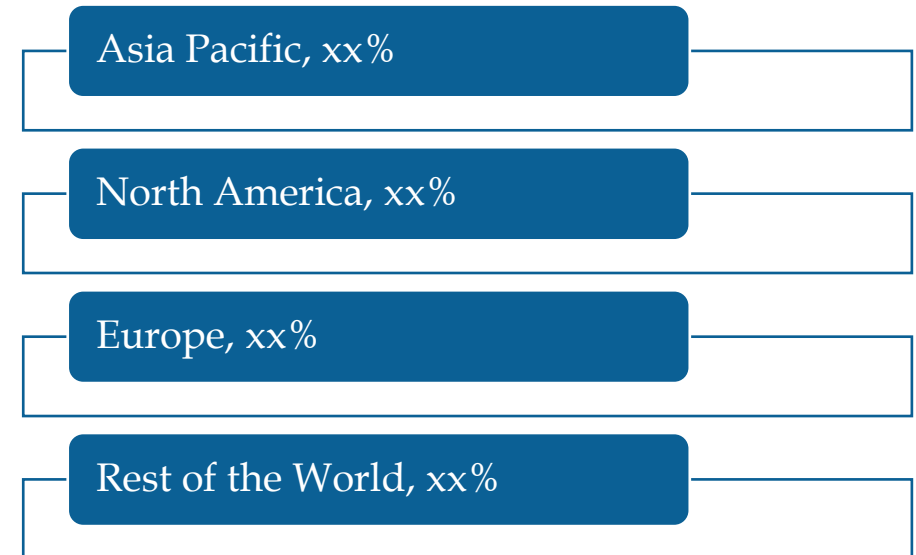 Asia Pacific, xx%
North America, xx%
Europe, xx%
Rest of the World, xx%